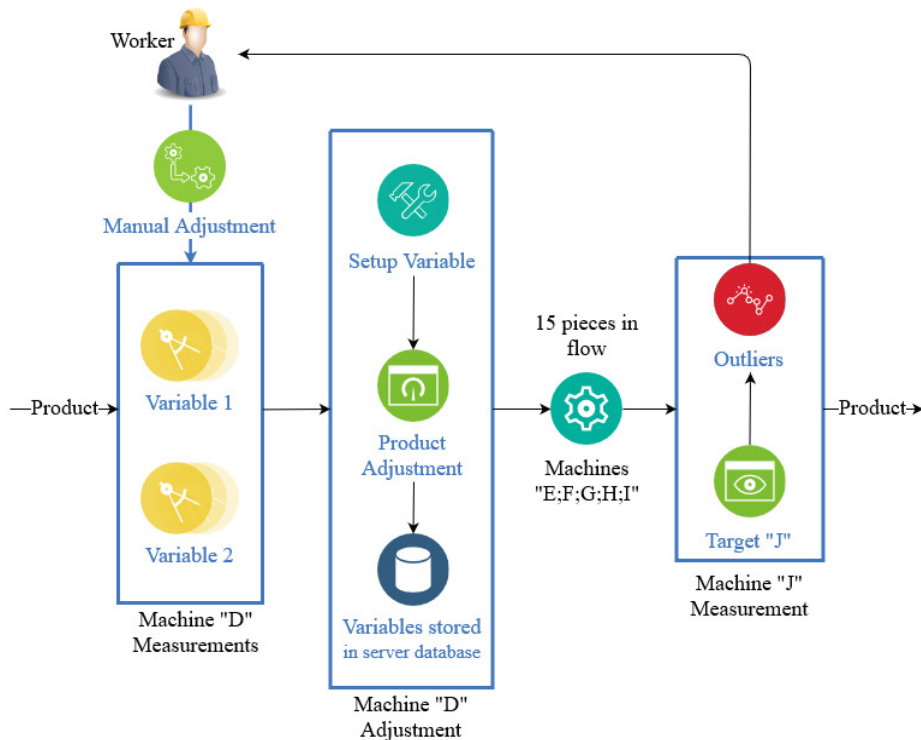 Worker
Manual Adjustment
Product
Variable 1
Variable 2
Machine "D"
Measurements
Setup Variable
Product
Adjustment
Variables stored
in server database
Machine "D"
Adjustment
15 pieces in
flow
Machines
"E;F;G;H;I"
Outliers
Target "J"
Machine "J"
Measurement
Product